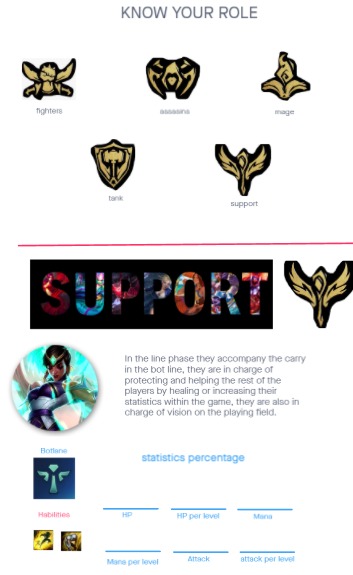 KNOW YOUR ROLE
fighters
assasins
mage
tank
support
SUPPORT
In the line phase they accompany the carry
in the bot line, they are in charge of
protecting and helping the rest of the
players by healing or increasing their
statistics within the game, they are also in
charge of vision on the playing field.
Botlane
statistics percentage
Habilities
HP
HP per level
Mana
Mana per level
Attack
attack per level